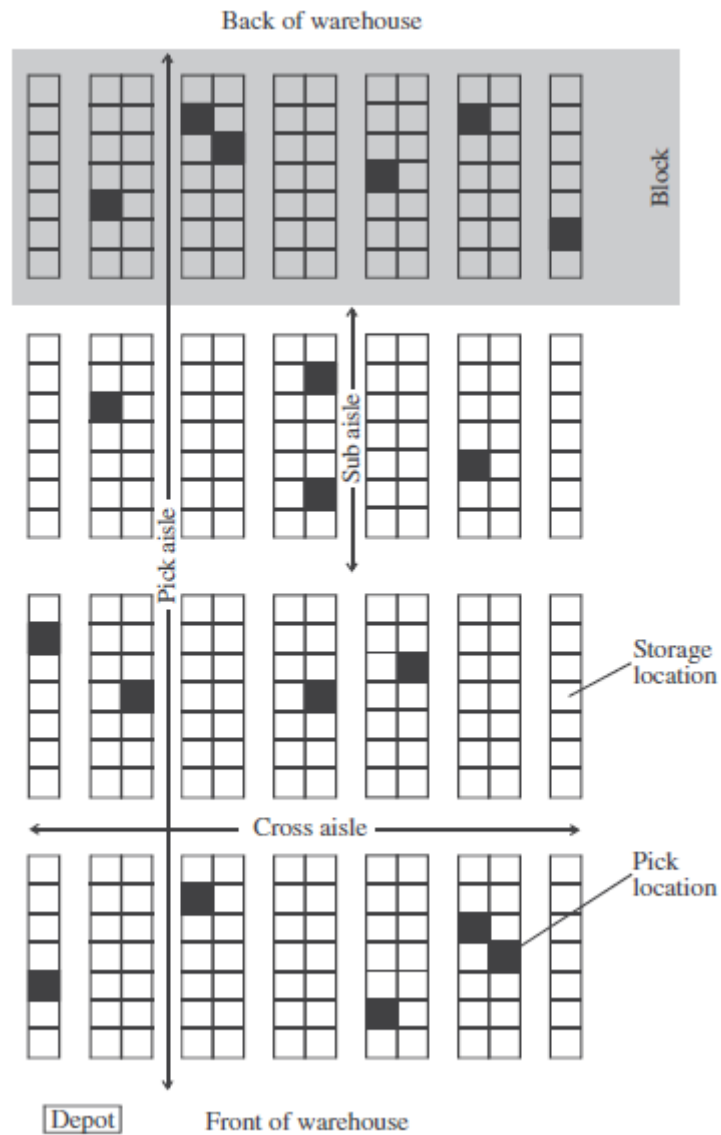 Back of warehouse
Block
Sub aisle
Pick aisle
Storage
location
Cross aisle
Pick
location
Depot
Front of warehouse